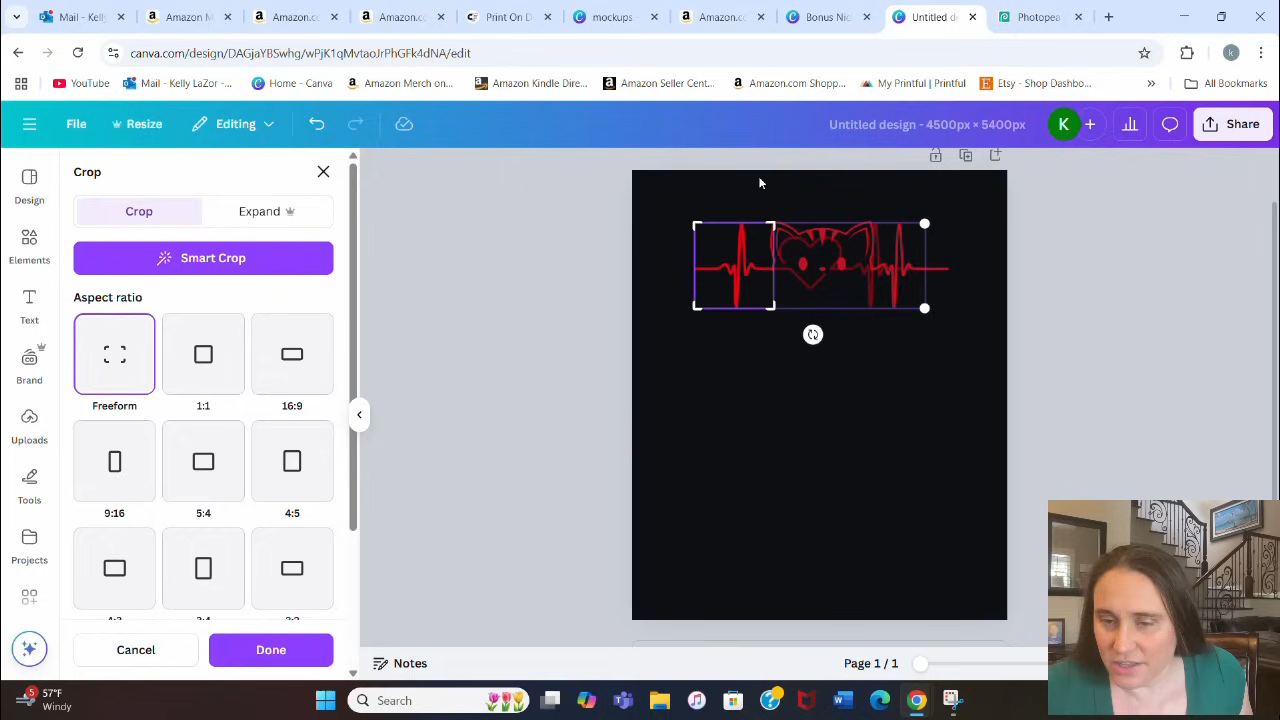 Mail - Kelly
Amazon M
Amazon.c
Amazon.c
Print On D
mockups
Amazon.c
Bonus Nic
Untitled d
Photopea
canva.com/design/DAGjaYBSwhg/wPjK1qMvtaoJrPhGFk4dNA/edit
k
YouTube
Mail - Kelly LaZor -...
Home - Canva
Amazon Merch on...
Amazon Kindle Dire...
Amazon Seller Cent...
Amazon.com Shopp...
My Printful | Printful
Etsy - Shop Dashbo...
All Bookmarks
File
Resize
Editing
Untitled design - 4500px × 5400px
K
Share
Design
Elements
Text
Brand
Uploads
Tools
Projects
Crop
Crop
Expand
Smart Crop
Aspect ratio
Freeform
1:1
16:9
9:16
5:4
4:5
Cancel
Done
Notes
Page 1 / 1
5
57°F
Windy
Search